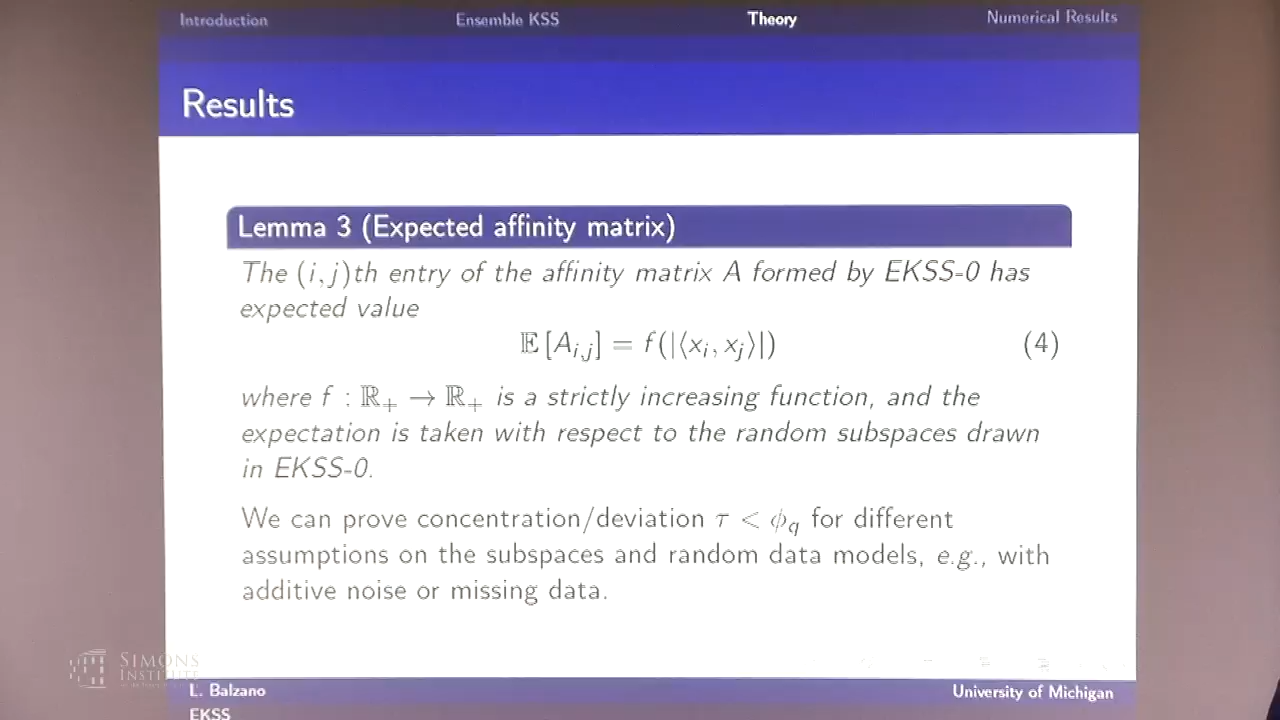 Introduction Ensemble KSS Theory Numerical Results
Results
Lemma 3 (Expected affinity matrix)
The (i, j)th entry of the affinity matrix A formed by EKSS-0 has
expected value
𝔼 [A_{i,j}] = f(|⟨x_i, x_j⟩|) (4)
where f : ℝ₊ → ℝ₊ is a strictly increasing function, and the
expectation is taken with respect to the random subspaces drawn
in EKSS-0.
We can prove concentration/deviation τ < ϕ_q for different
assumptions on the subspaces and random data models, e.g., with
additive noise or missing data.
SIMONS
INSTITUTE
L. Balzano University of Michigan
EKSS